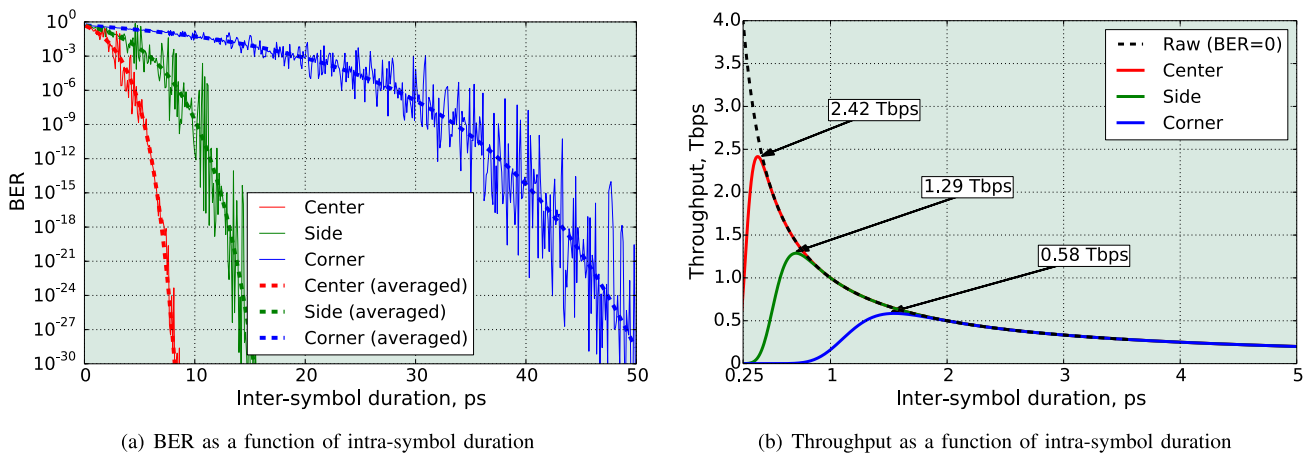 10^0
10^-3
10^-6
10^-9
10^-12
10^-15
10^-18
10^-21
10^-24
10^-27
10^-30
BER
0 10 20 30 40 50
Inter-symbol duration, ps
Center
Side
Corner
Center (averaged)
Side (averaged)
Corner (averaged)
(a) BER as a function of intra-symbol duration
4.0
3.5
3.0
2.5
2.0
1.5
1.0
0.5
0
Throughput, Tbps
0.25 1 2 3 4 5
Inter-symbol duration, ps
Raw (BER=0)
Center
Side
Corner
2.42 Tbps
1.29 Tbps
0.58 Tbps
(b) Throughput as a function of intra-symbol duration